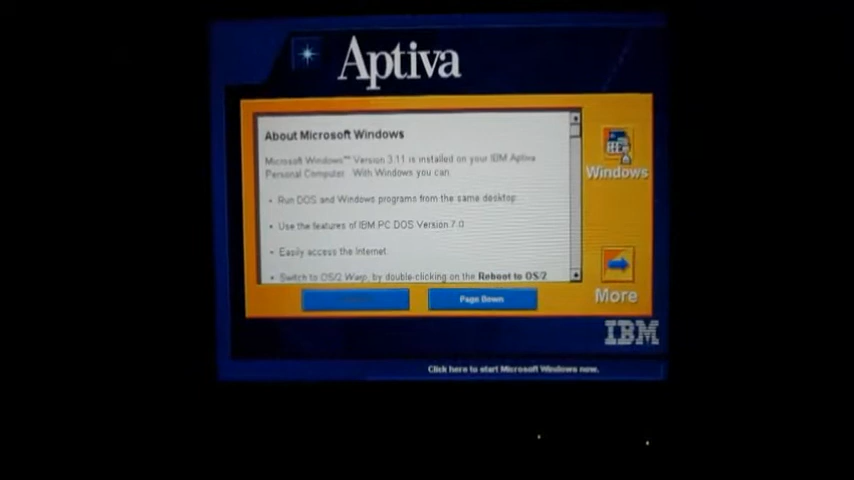 Aptiva
About Microsoft Windows
Microsoft Windows™ Version 3.11 is installed on your IBM Aptiva
Personal Computer. With Windows you can
• Run DOS and Windows programs from the same desktop
• Use the features of IBM PC DOS Version 7.0
• Easily access the Internet
• Switch to OS/2 Warp, by double-clicking on the Reboot to OS/2
Page Down
Windows
More
IBM
Click here to start Microsoft Windows now.